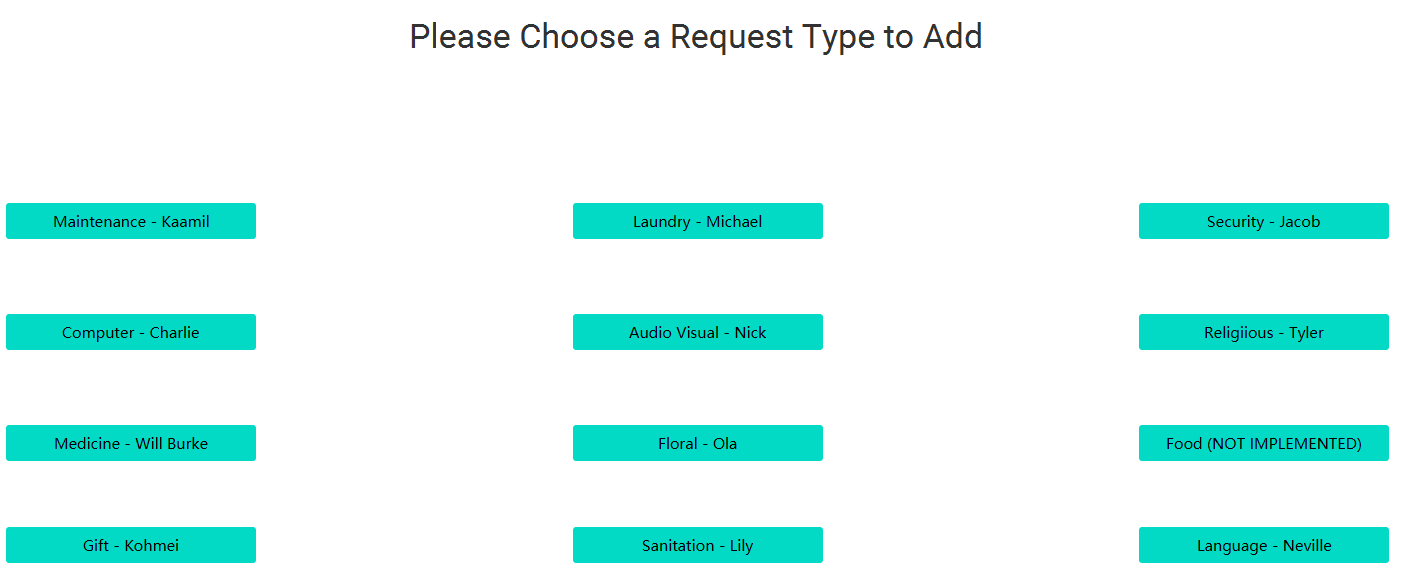 Please Choose a Request Type to Add
Maintenance - Kaamil
Laundry - Michael
Security - Jacob
Computer - Charlie
Audio Visual - Nick
Religiious - Tyler
Medicine - Will Burke
Floral - Ola
Food (NOT IMPLEMENTED)
Gift - Kohmei
Sanitation - Lily
Language - Neville